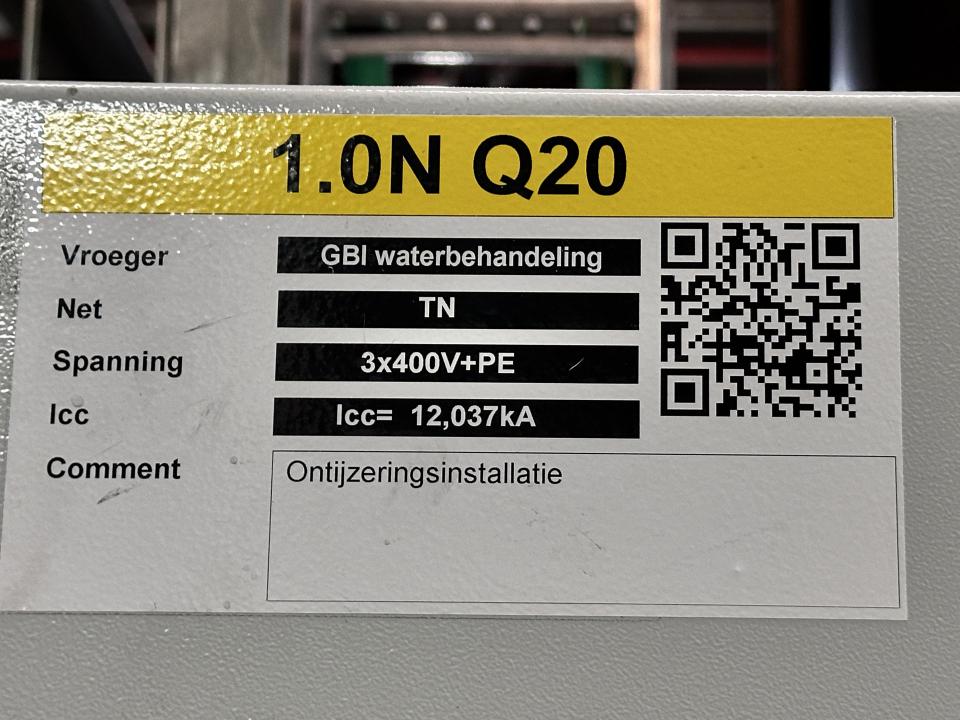 1.0N Q20
Vroeger GBI waterbehandeling
Net TN
Spanning 3x400V+PE
Icc Icc= 12,037kA
Comment Ontijzeringsinstallatie